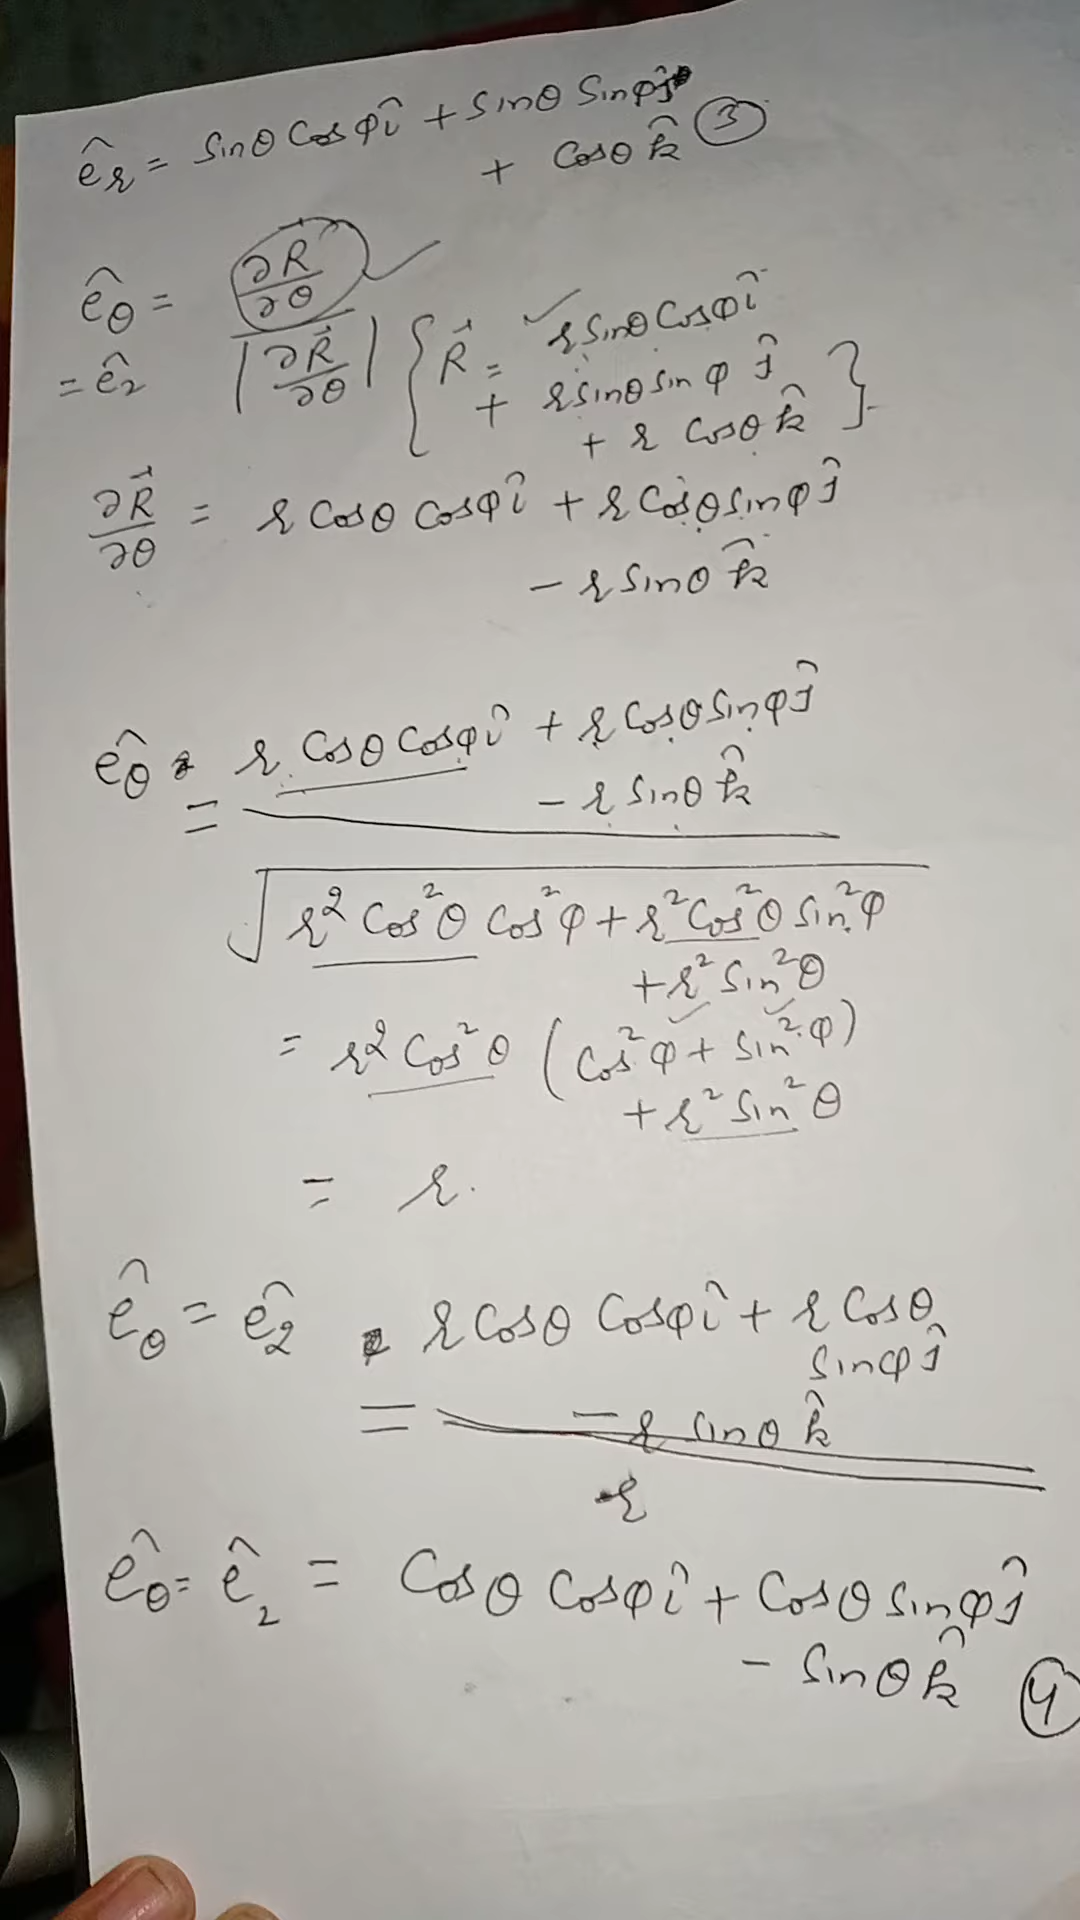 ê_r = sinθ cosφ î + sinθ sinφ ĵ
+ cosθ k̂ ③
ê_θ = ∂R⃗/∂θ
= ê_2 |∂R⃗/∂θ| { R⃗ = r sinθ cosφ î
+ r sinθ sinφ ĵ
+ r cosθ k̂ }
∂R⃗/∂θ = r cosθ cosφ î + r cosθ sinφ ĵ
− r sinθ k̂
ê_θ = r cosθ cosφ î + r cosθ sinφ ĵ
− r sinθ k̂
√ r² cos²θ cos²φ + r² cos²θ sin²φ
+ r² sin²θ
= r² cos²θ (cos²φ + sin²φ)
+ r² sin²θ
= r.
ê_θ = ê_2 = r cosθ cosφ î + r cosθ
sinφ ĵ
− r sinθ k̂
r
ê_θ = ê_2 = cosθ cosφ î + cosθ sinφ ĵ
− sinθ k̂ ④